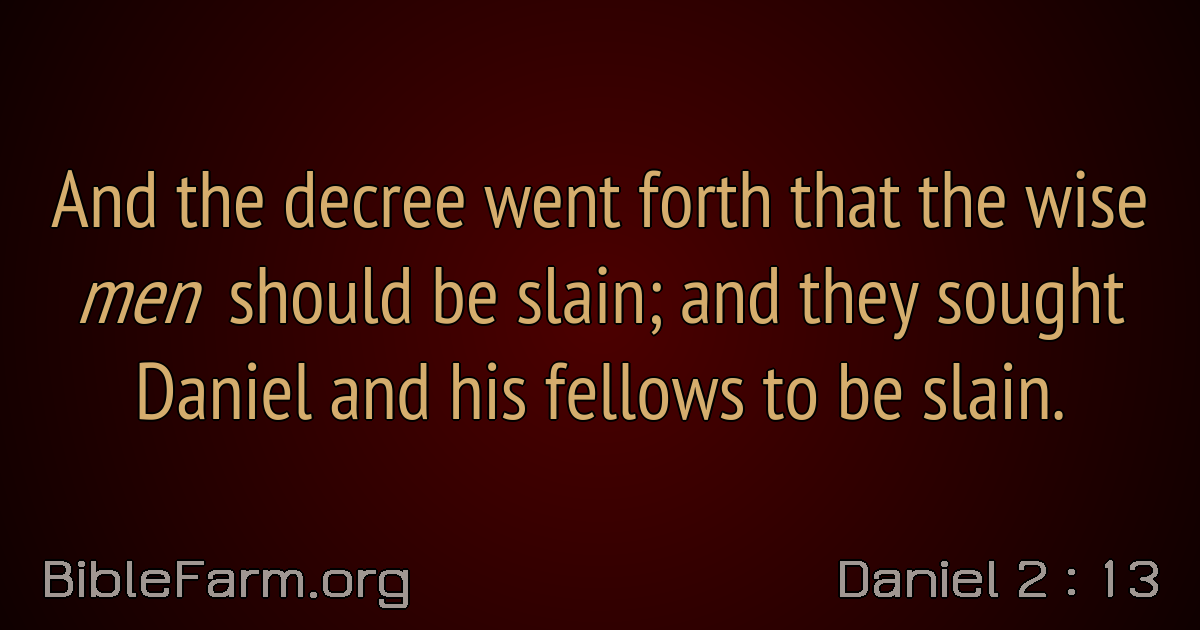 And the decree went forth that the wise
men should be slain; and they sought
Daniel and his fellows to be slain.
BibleFarm.org
Daniel 2 : 13